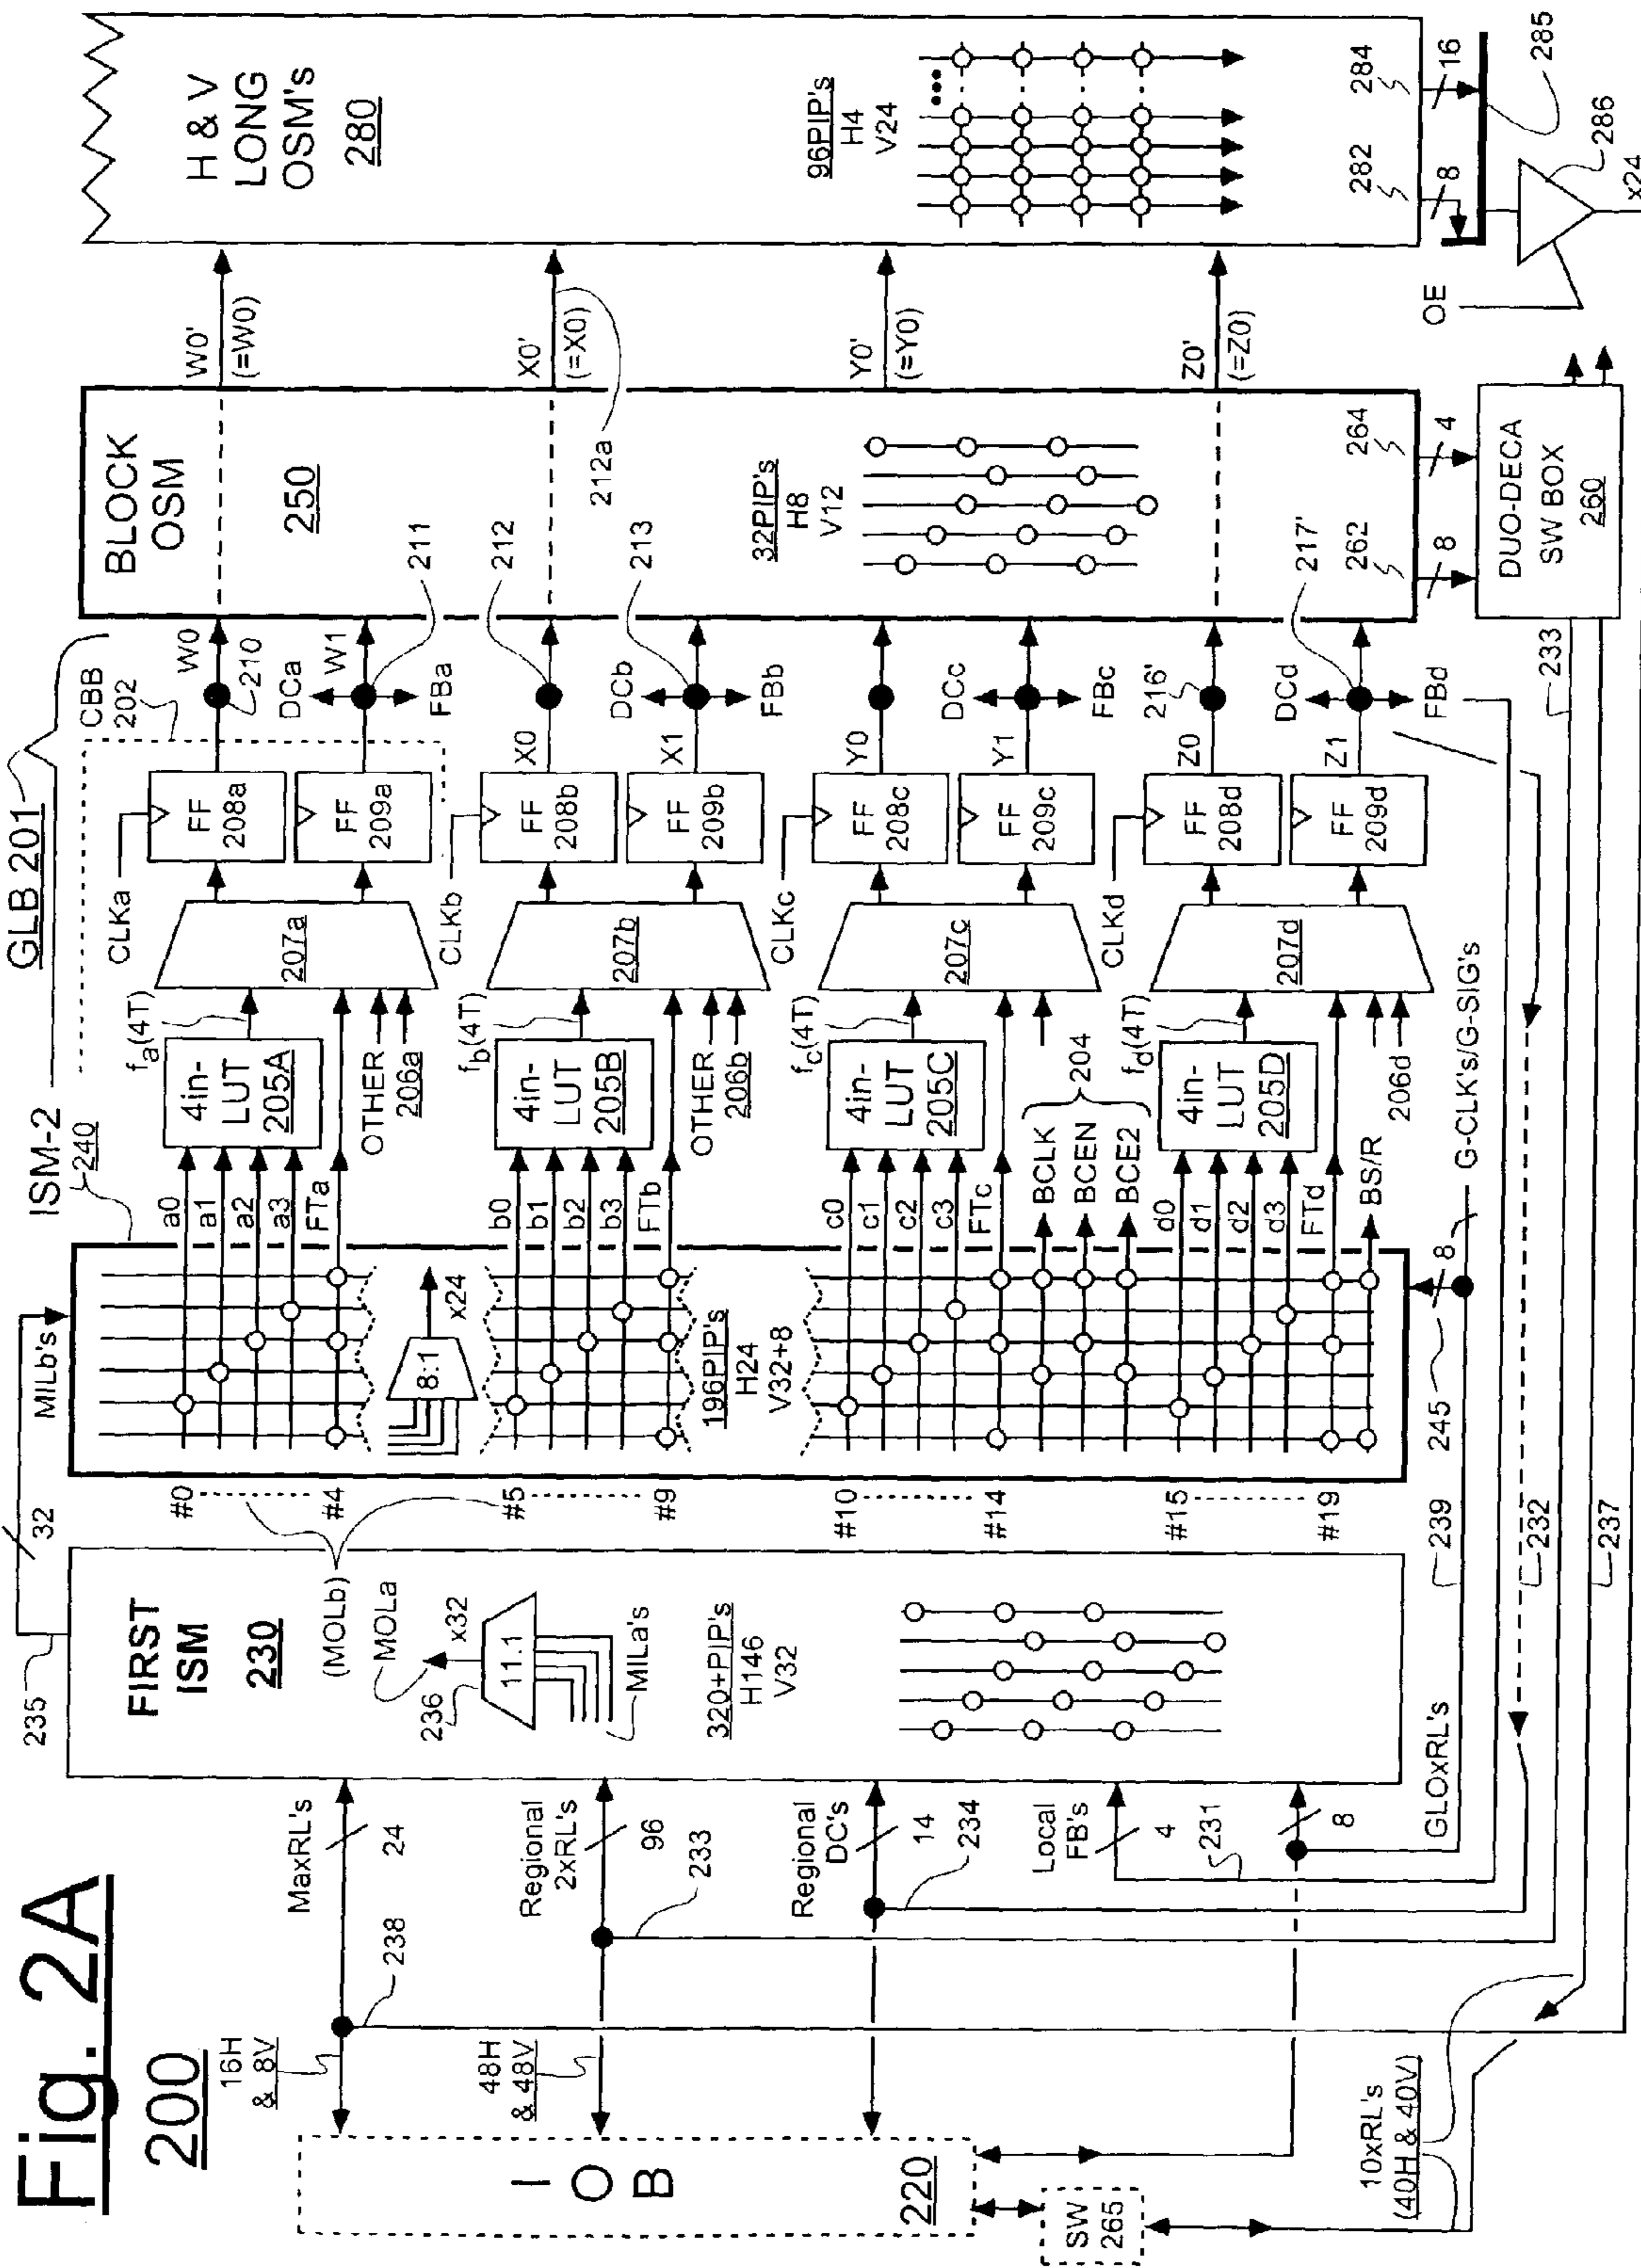 Fig. 2A
200
GLB 201
CBB
202
ISM-2
240
FIRST
ISM
230
235
32
MILb's
(MOLb)
MOLa
236
x32
11.1
MILa's
320+PIP's
H146
V32
MaxRL's
24
238
16H
& 8V
Regional
2xRL's
96
233
48H
& 48V
Regional
DC's
14
234
Local
FB's
4
231
8
GLOxRL's
239
232
237
10xRL's
(40H & 40V)
I
O
B
220
SW
265
#0
#4
#5
#9
#10
#14
#15
#19
8:1
x24
196PIP's
H24
V32+8
245
8
G-CLK's/G-SIG's
a0
a1
a2
a3
FTa
4in-
LUT
205A
fa(4T)
OTHER
206a
207a
CLKa
FF
208a
FF
209a
W0
210
W1
211
DCa
FBa
b0
b1
b2
b3
FTb
4in-
LUT
205B
fb(4T)
OTHER
206b
207b
CLKb
FF
208b
FF
209b
X0
212
X1
213
DCb
FBb
c0
c1
c2
c3
FTc
4in-
LUT
205C
fc(4T)
207c
CLKc
FF
208c
FF
209c
Y0
Y1
DCc
FBc
BCLK
BCEN
BCE2
204
d0
d1
d2
d3
FTd
BS/R
4in-
LUT
205D
fd(4T)
206d
207d
CLKd
FF
208d
FF
209d
Z0
216'
Z1
217'
DCd
FBd
BLOCK
OSM
250
32PIP's
H8
V12
262
264
8
4
DUO-DECA
SW BOX
260
233
W0'
(=W0)
X0'
(=X0)
212a
Y0'
(=Y0)
Z0'
(=Z0)
H & V
LONG
OSM's
280
96PIP's
H4
V24
282
284
8
16
285
286
OE
x24